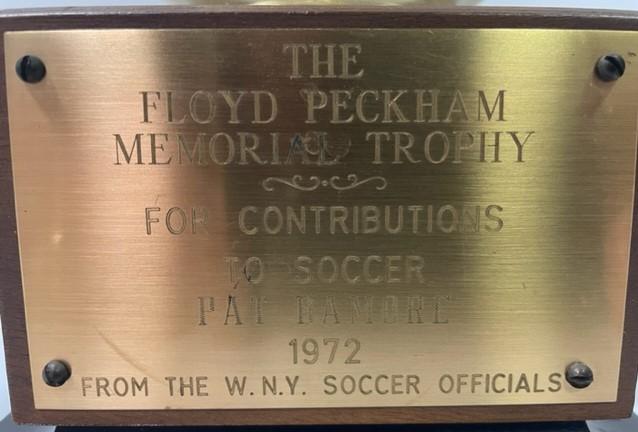 THE
FLOYD PECKHAM
MEMORIAL TROPHY
FOR CONTRIBUTIONS
TO SOCCER
PAT
1972
FROM THE W.N.Y. SOCCER OFFICIALS